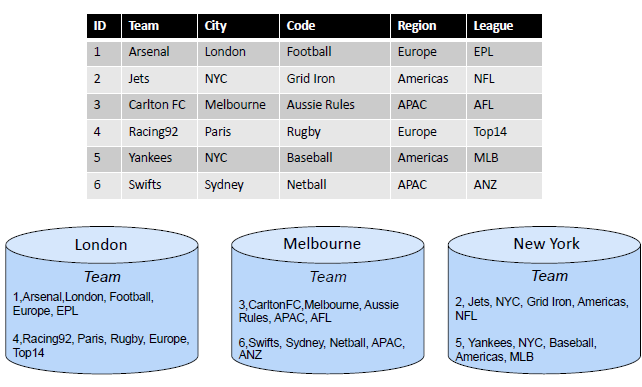 ID Team City Code Region League
1 Arsenal London Football Europe EPL
2 Jets NYC Grid Iron Americas NFL
3 Carlton FC Melbourne Aussie Rules APAC AFL
4 Racing92 Paris Rugby Europe Top14
5 Yankees NYC Baseball Americas MLB
6 Swifts Sydney Netball APAC ANZ
London
Team
1,Arsenal,London, Football,
Europe, EPL
4,Racing92, Paris, Rugby, Europe,
Top14
Melbourne
Team
3,CarltonFC,Melbourne, Aussie
Rules, APAC, AFL
6,Swifts, Sydney, Netball, APAC,
ANZ
New York
Team
2, Jets, NYC, Grid Iron, Americas,
NFL
5, Yankees, NYC, Baseball,
Americas, MLB